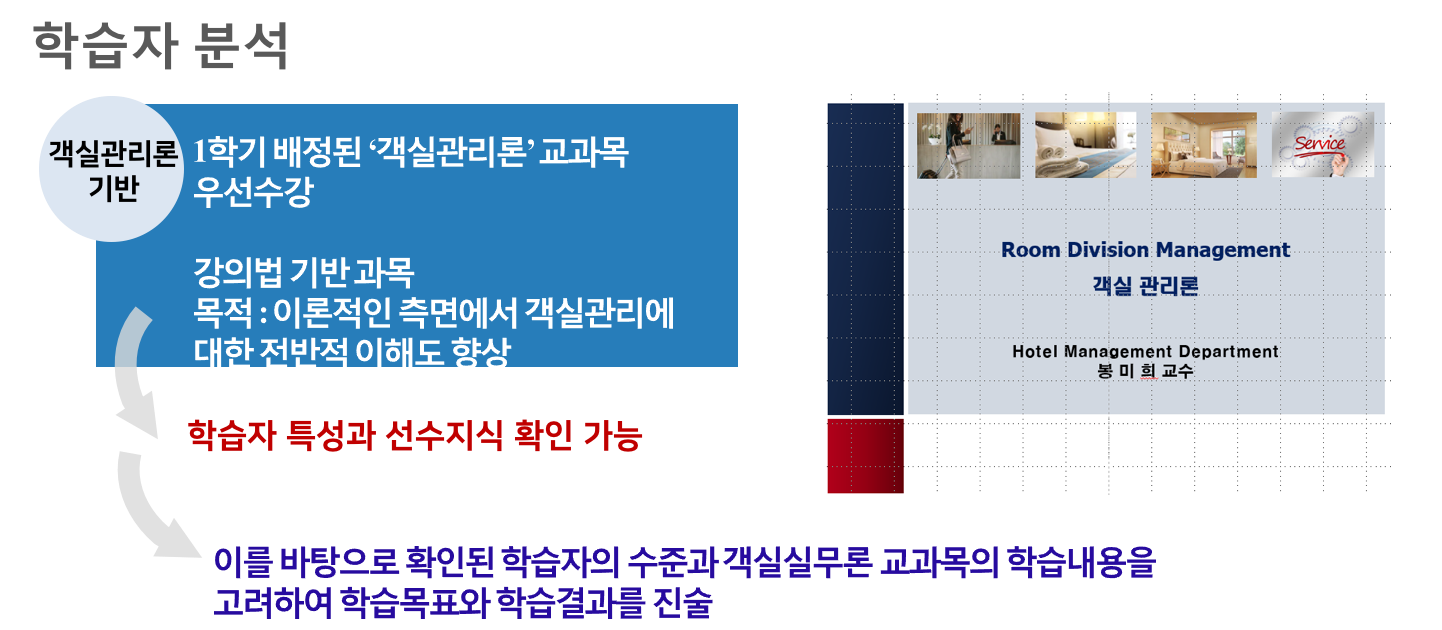 학습자 분석
객실관리론
기반
1학기 배정된 ‘객실관리론’ 교과목
우선수강
강의법 기반 과목
목적 : 이론적인 측면에서 객실관리에
대한 전반적 이해도 향상
학습자 특성과 선수지식 확인 가능
이를 바탕으로 확인된 학습자의 수준과 객실실무론 교과목의 학습내용을
고려하여 학습목표와 학습결과를 진술
Service
Room Division Management
객실 관리론
Hotel Management Department
봉 미 희 교수